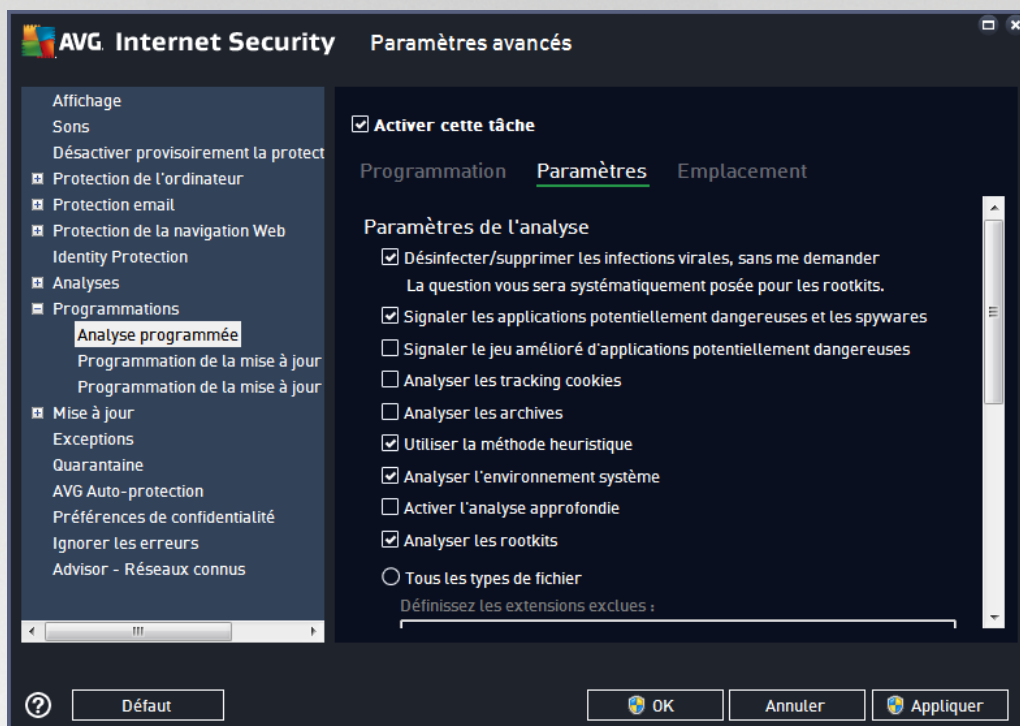 AVG. Internet Security
Paramètres avancés
Affichage
Sons
Désactiver provisoirement la protect
Protection de l'ordinateur
Protection email
Protection de la navigation Web
Identity Protection
Analyses
Programmations
Analyse programmée
Programmation de la mise à jour
Programmation de la mise à jour
Mise à jour
Exceptions
Quarantaine
AVG Auto-protection
Préférences de confidentialité
Ignorer les erreurs
Advisor - Réseaux connus
Activer cette tâche
Programmation Paramètres Emplacement
Paramètres de l'analyse
Désinfecter/supprimer les infections virales, sans me demander
La question vous sera systématiquement posée pour les rootkits.
Signaler les applications potentiellement dangereuses et les spywares
Signaler le jeu amélioré d'applications potentiellement dangereuses
Analyser les tracking cookies
Analyser les archives
Utiliser la méthode heuristique
Analyser l'environnement système
Activer l'analyse approfondie
Analyser les rootkits
Tous les types de fichier
Définissez les extensions exclues :
? Défaut OK Annuler Appliquer